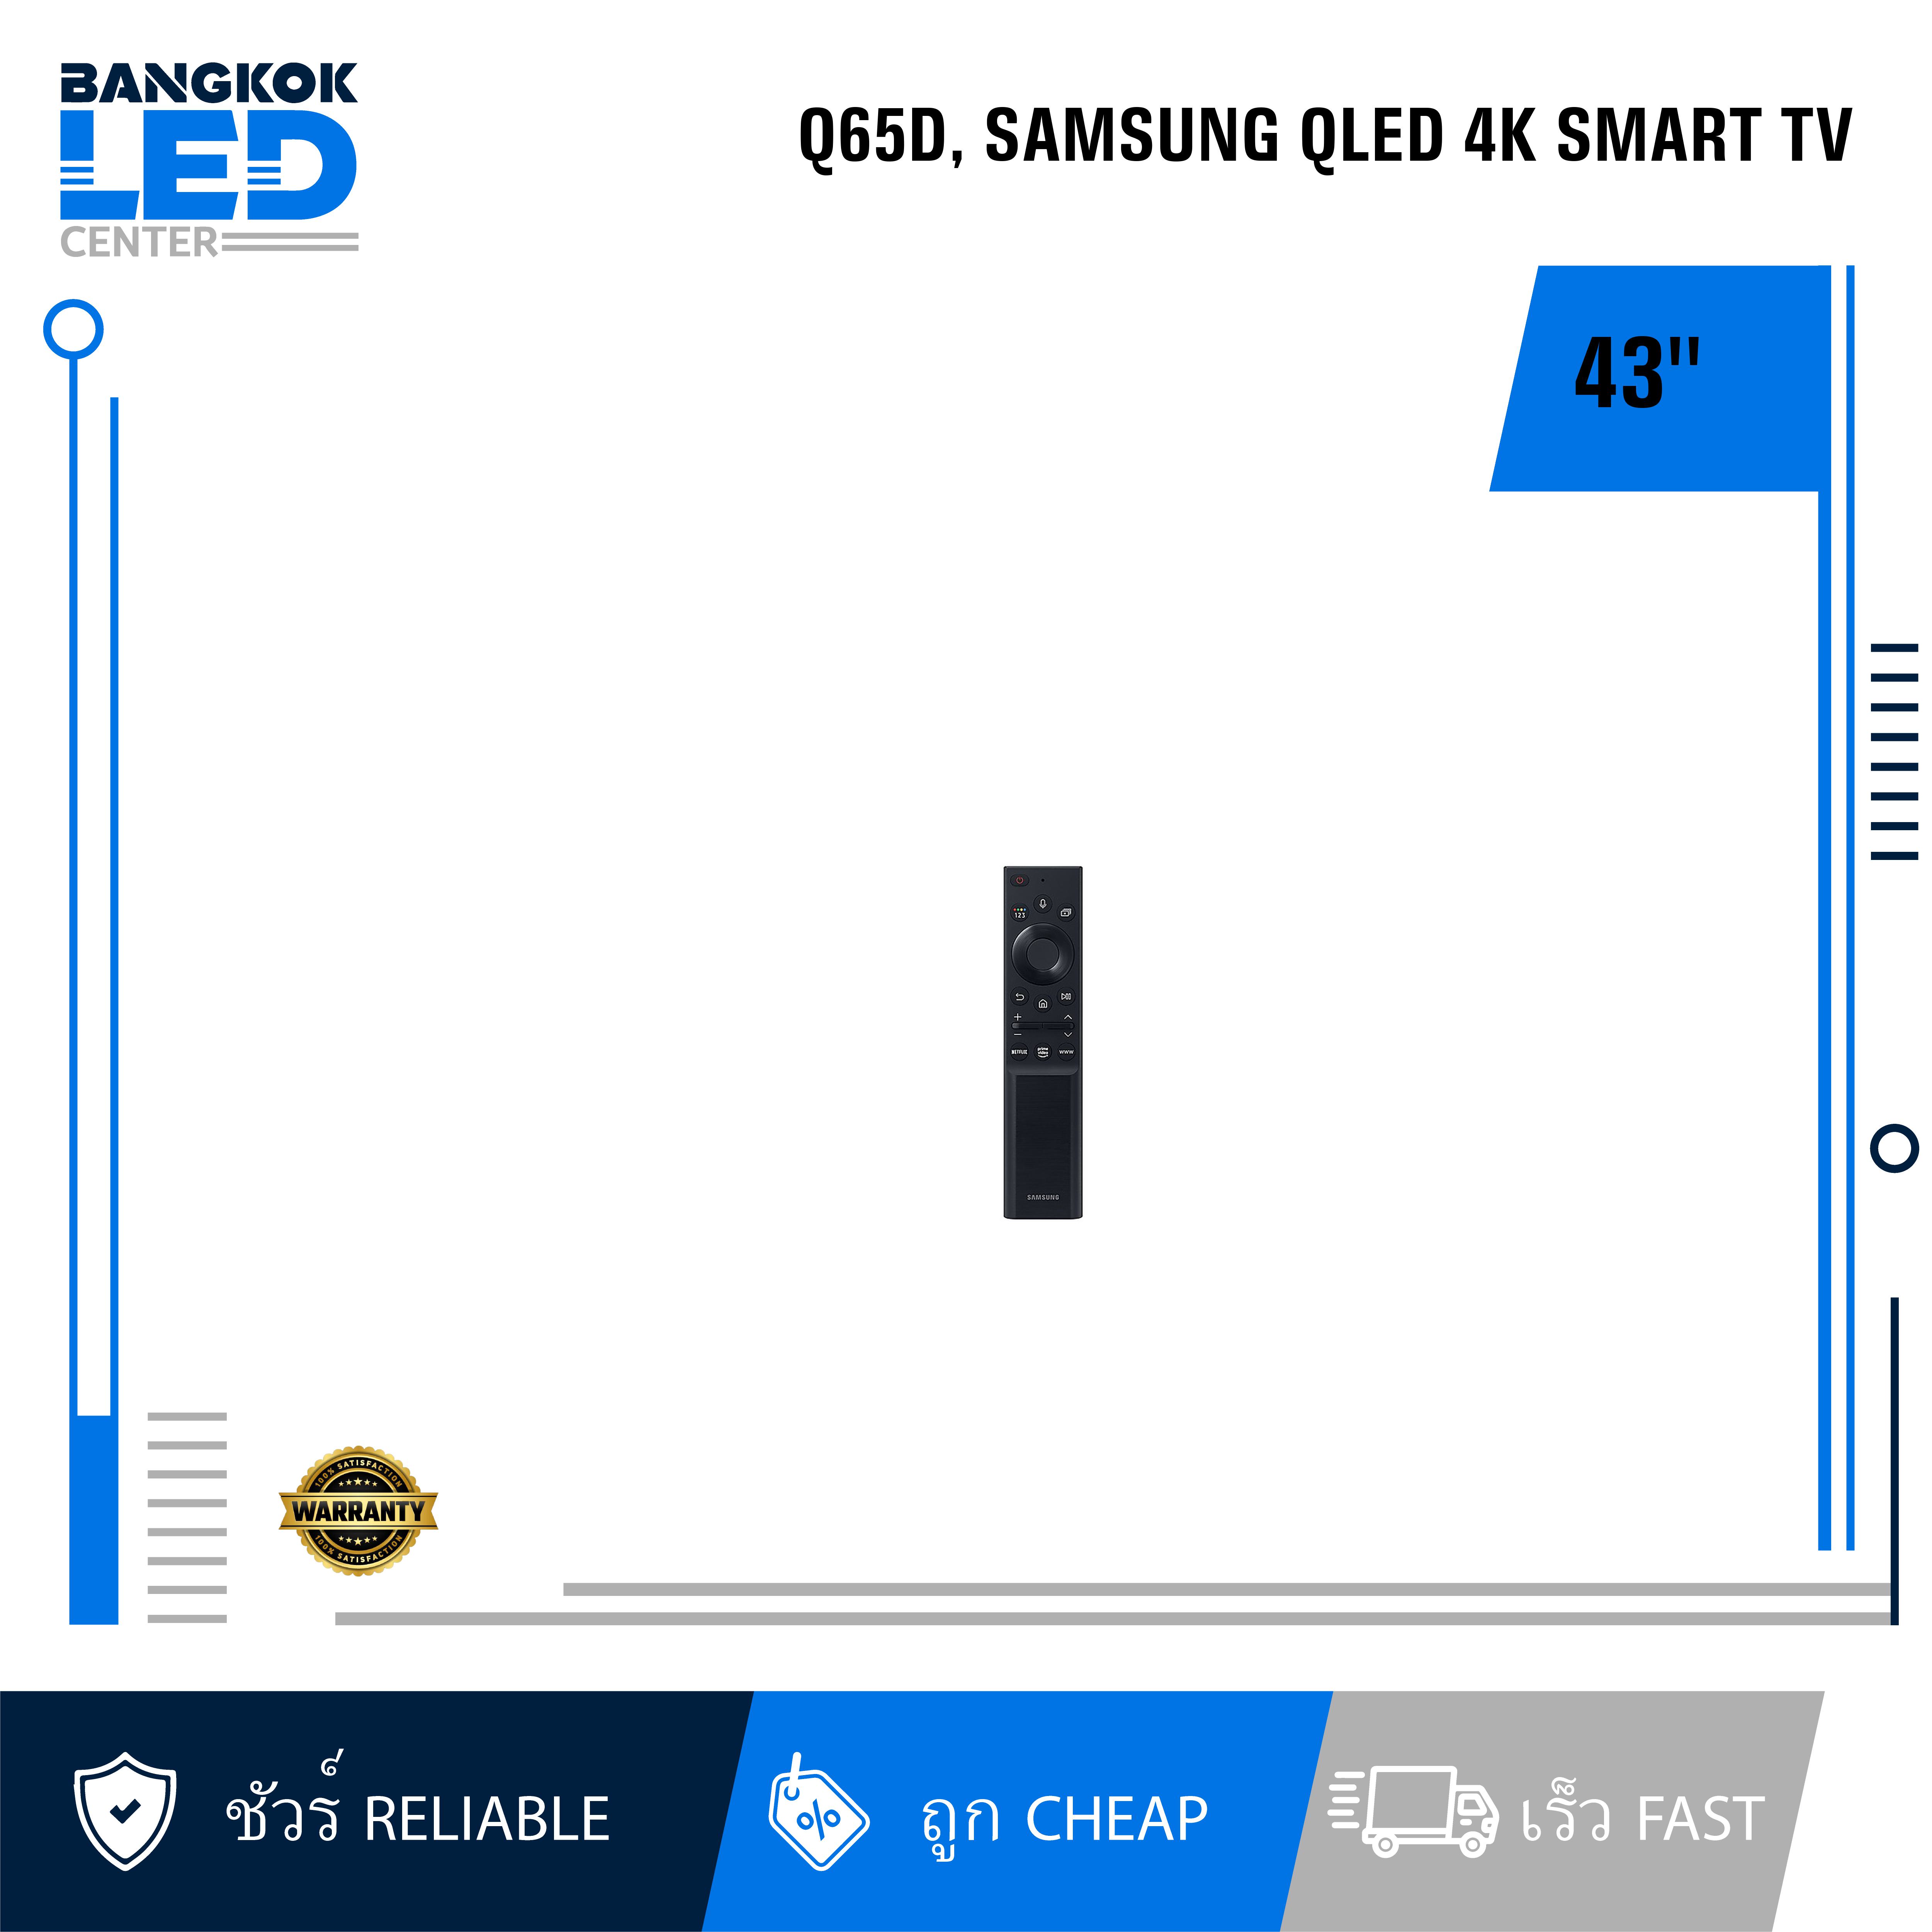 BANGKOK
LED
CENTER
Q65D, SAMSUNG QLED 4K SMART TV
43"
123
NETFLIX
prime
video
www
SAMSUNG
100% SATISFACTION
WARRANTY
100% SATISFACTION
ชัวร์ RELIABLE
%
ถูก CHEAP
เร็ว FAST